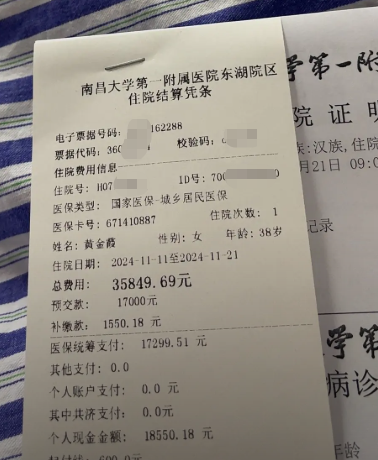 南昌大学第一附属医院东湖院区
住院结算凭条
电子票据号码: 162288
票据代码: 360 校验码:
住院费用信息
住院号: H07 ID号: 700
医保类型: 国家医保-城乡居民医保
医保卡号: 671410887 住院次数: 1
姓名: 黄金霞 性别: 女 年龄: 38岁
住院日期: 2024-11-11至2024-11-21
总费用: 35849.69元
预交款: 17000元
补缴款: 1550.18 元
医保统筹支付: 17299.51 元
其他支付: 0.0
个人账户支付: 0.0 元
其中共济支付: 0.0元
个人现金金额: 18550.18 元
600.0元
学第一附
院 证 明
族: 汉族, 住院
月21日 09:0
记录
学第
病 诊
年龄